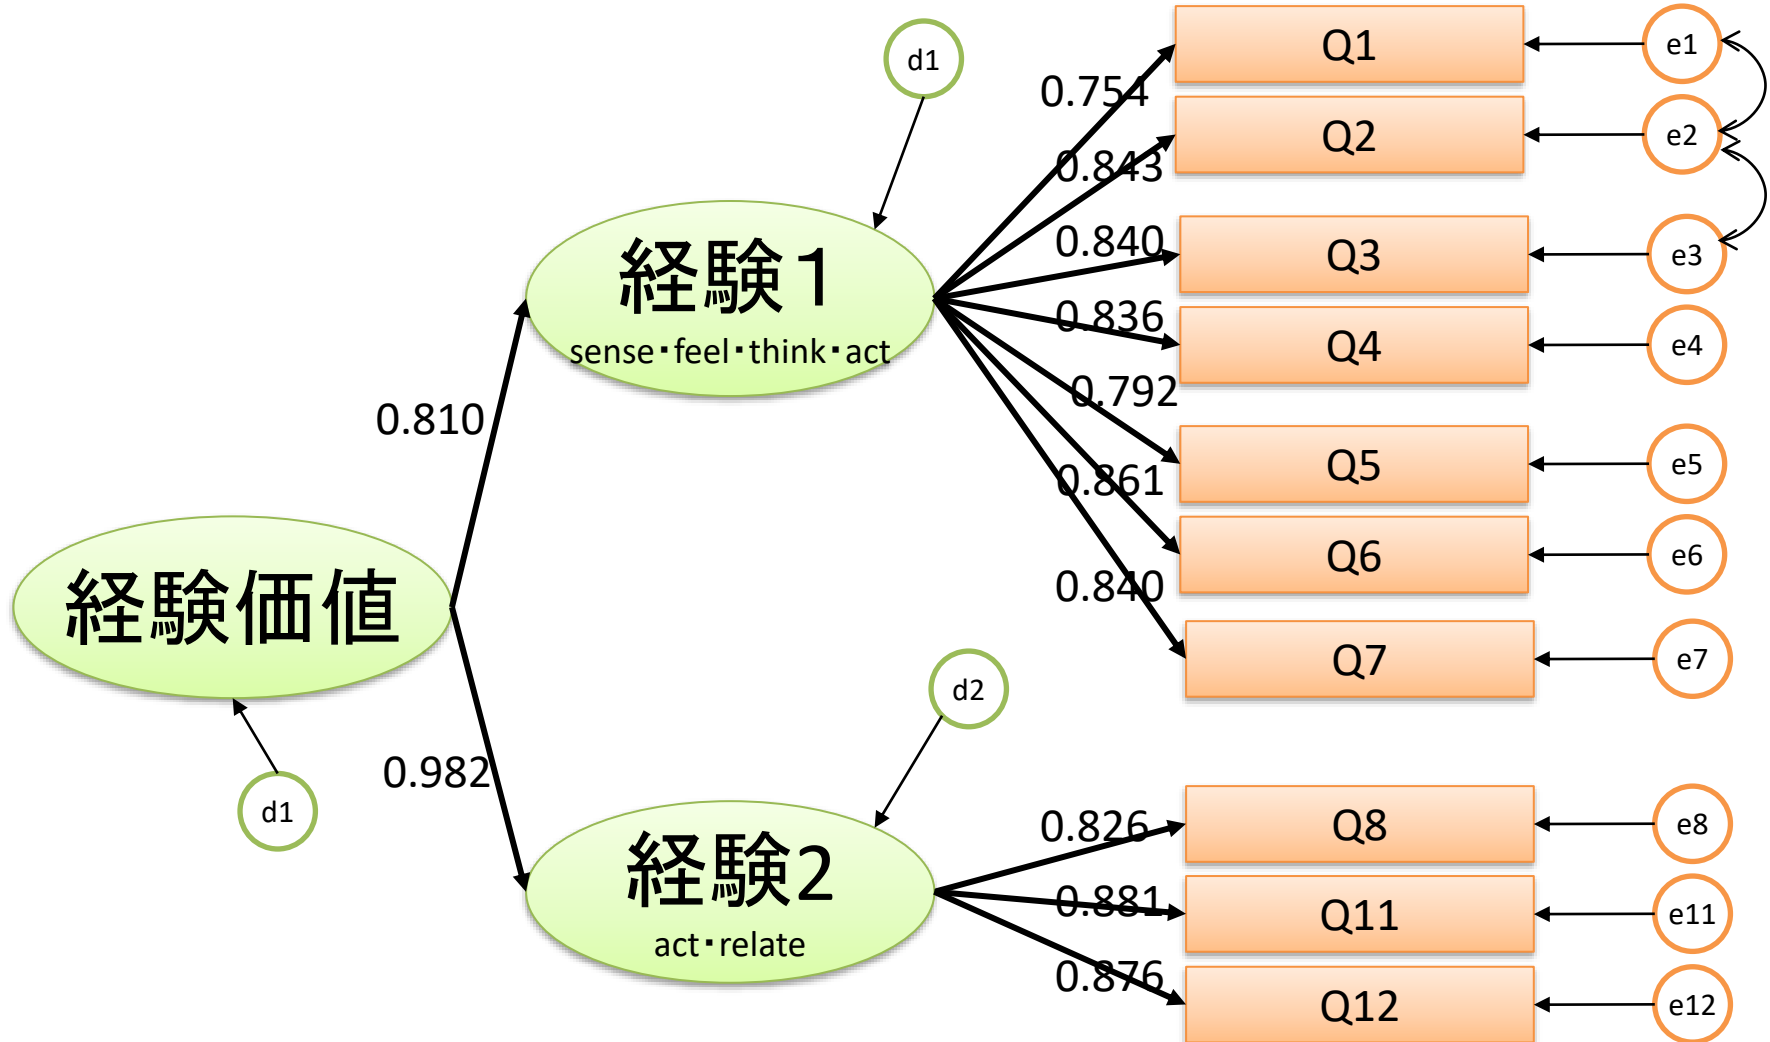 d1
経験1
sense・feel・think・act
0.754
0.843
0.840
0.836
0.792
0.861
0.840
Q1
e1
Q2
e2
Q3
e3
Q4
e4
Q5
e5
Q6
e6
Q7
e7
0.810
経験価値
d1
0.982
d2
経験2
act・relate
0.826
0.881
0.876
Q8
e8
Q11
e11
Q12
e12